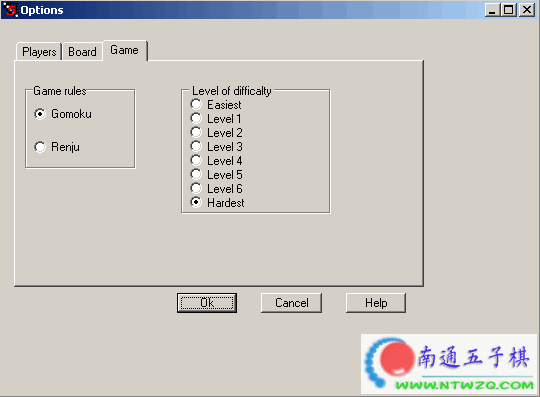 Options
Players Board Game
Game rules
Gomoku
Renju
Level of difficalty
Easiest
Level 1
Level 2
Level 3
Level 4
Level 5
Level 6
Hardest
Ok Cancel Help
南通五子棋
WWW.NTWZQ.COM